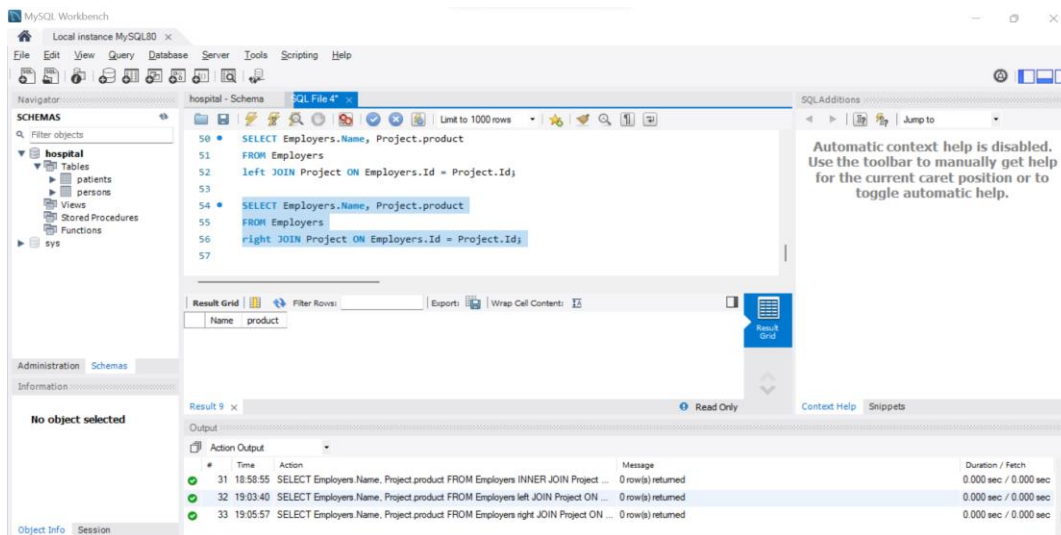 MySQL Workbench
Local instance MySQL80
File Edit View Query Database Server Tools Scripting Help
Navigator
SCHEMAS
Filter objects
hospital
Tables
patients
persons
Views
Stored Procedures
Functions
sys
Administration Schemas
Information
No object selected
Object Info Session
hospital - Schema SQL File 4*
Limit to 1000 rows
50 SELECT Employers.Name, Project.product
51 FROM Employers
52 left JOIN Project ON Employers.Id = Project.Id;
53
54 SELECT Employers.Name, Project.product
55 FROM Employers
56 right JOIN Project ON Employers.Id = Project.Id;
57
Result Grid Filter Rows: Export: Wrap Cell Content:
Name product
Result Grid
Result 9 Read Only
Output
Action Output
# Time Action Message Duration / Fetch
31 18:58:55 SELECT Employers.Name, Project.product FROM Employers INNER JOIN Project ... 0 row(s) returned 0.000 sec / 0.000 sec
32 19:03:40 SELECT Employers.Name, Project.product FROM Employers left JOIN Project ON ... 0 row(s) returned 0.000 sec / 0.000 sec
33 19:05:57 SELECT Employers.Name, Project.product FROM Employers right JOIN Project ON ... 0 row(s) returned 0.000 sec / 0.000 sec
SQLAdditions
Jump to
Automatic context help is disabled.
Use the toolbar to manually get help
for the current caret position or to
toggle automatic help.
Context Help Snippets